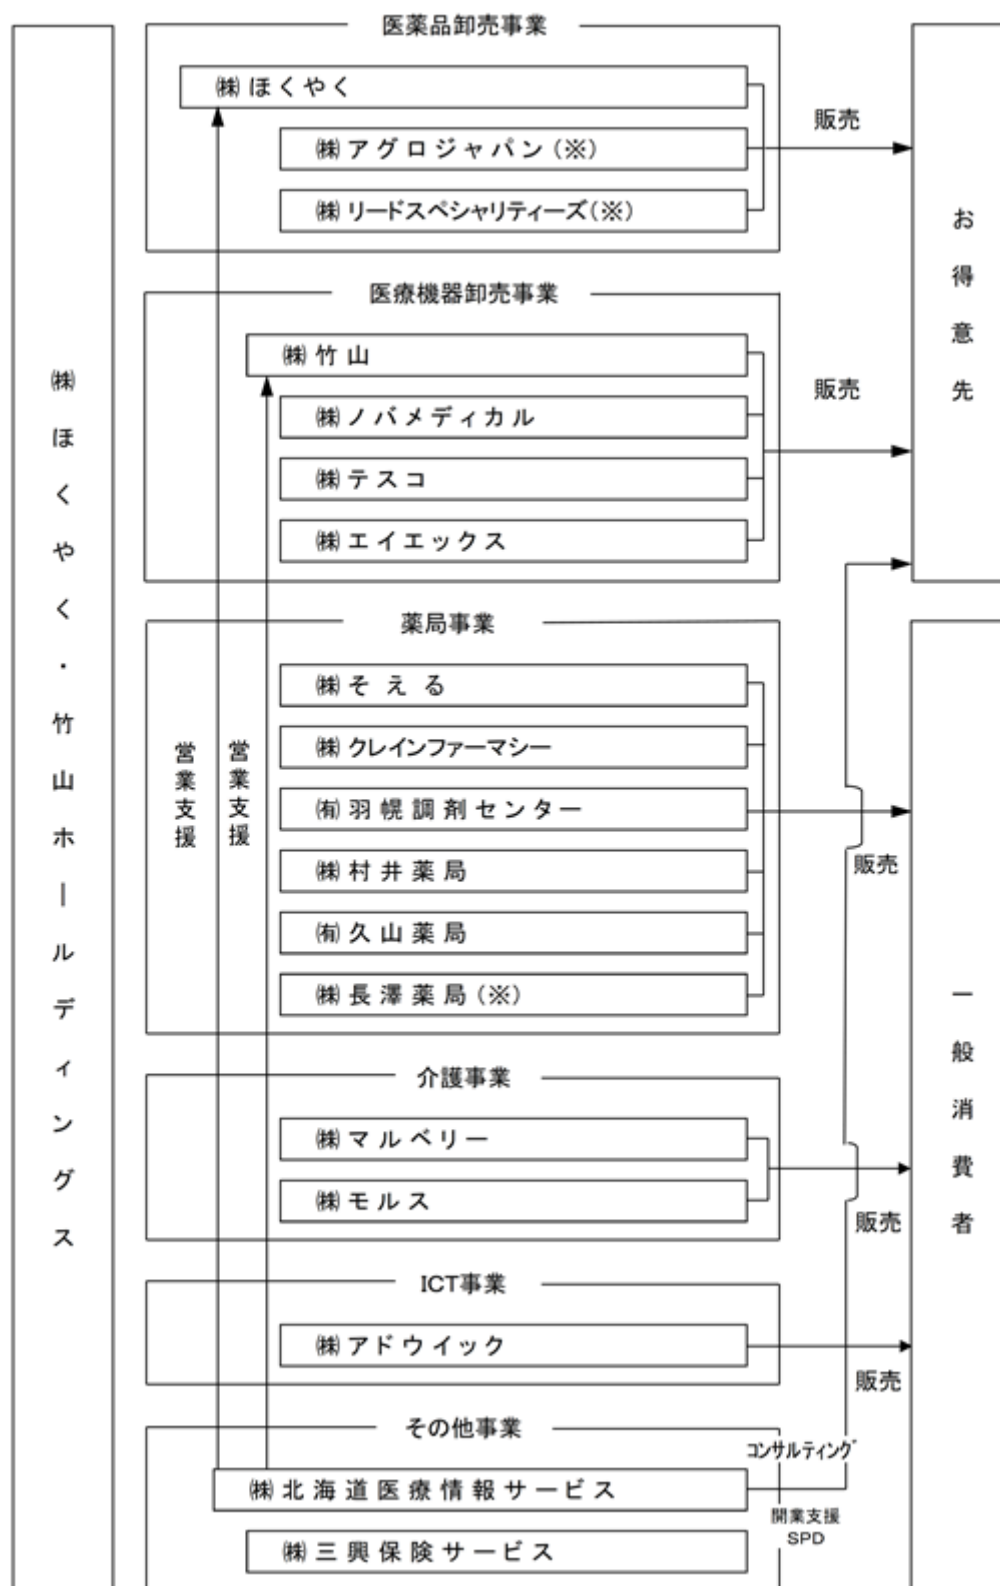 ㈱ほくやく・竹山ホールディングス
医薬品卸売事業
㈱ほくやく
㈱アグロジャパン(※)
㈱リードスペシャリティーズ(※)
販売
お得意先
医療機器卸売事業
㈱竹山
㈱ノバメディカル
㈱テスコ
㈱エイエックス
販売
薬局事業
㈱そえる
㈱クレインファーマシー
㈲羽幌調剤センター
㈱村井薬局
㈲久山薬局
㈱長澤薬局(※)
営業支援
営業支援
販売
一般消費者
介護事業
㈱マルベリー
㈱モルス
販売
ICT事業
㈱アドウイック
販売
その他事業
㈱北海道医療情報サービス
コンサルティング
開業支援
SPD
㈱三興保険サービス